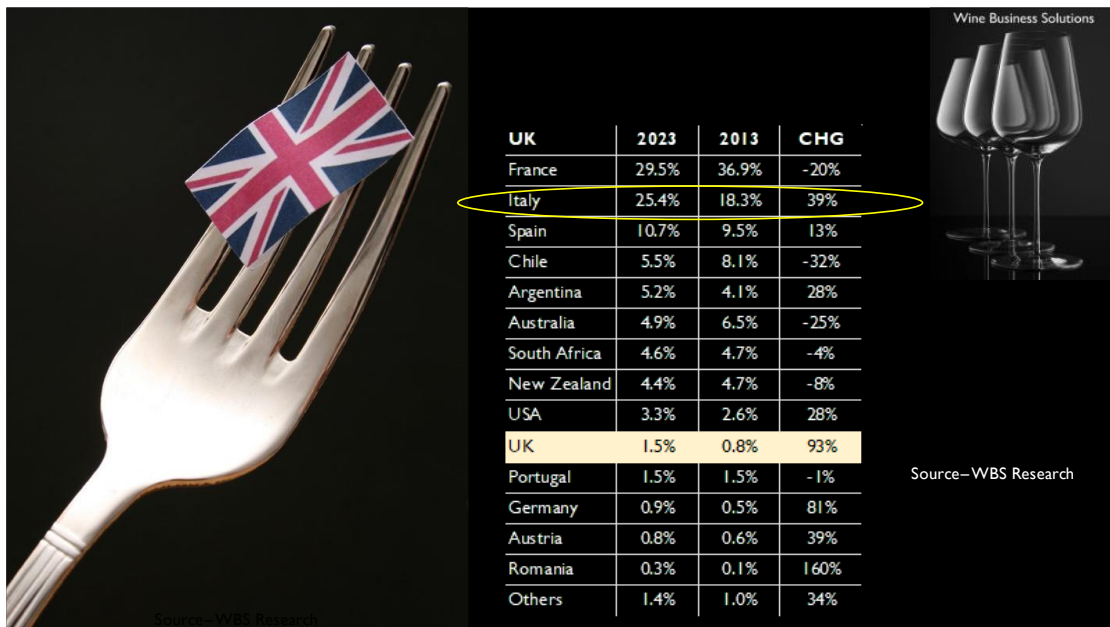 Wine Business Solutions
UK 2023 2013 CHG
France 29.5% 36.9% -20%
Italy 25.4% 18.3% 39%
Spain 10.7% 9.5% 13%
Chile 5.5% 8.1% -32%
Argentina 5.2% 4.1% 28%
Australia 4.9% 6.5% -25%
South Africa 4.6% 4.7% -4%
New Zealand 4.4% 4.7% -8%
USA 3.3% 2.6% 28%
UK 1.5% 0.8% 93%
Portugal 1.5% 1.5% -1%
Germany 0.9% 0.5% 81%
Austria 0.8% 0.6% 39%
Romania 0.3% 0.1% 160%
Others 1.4% 1.0% 34%
Source–WBS Research
Source–WBS Research